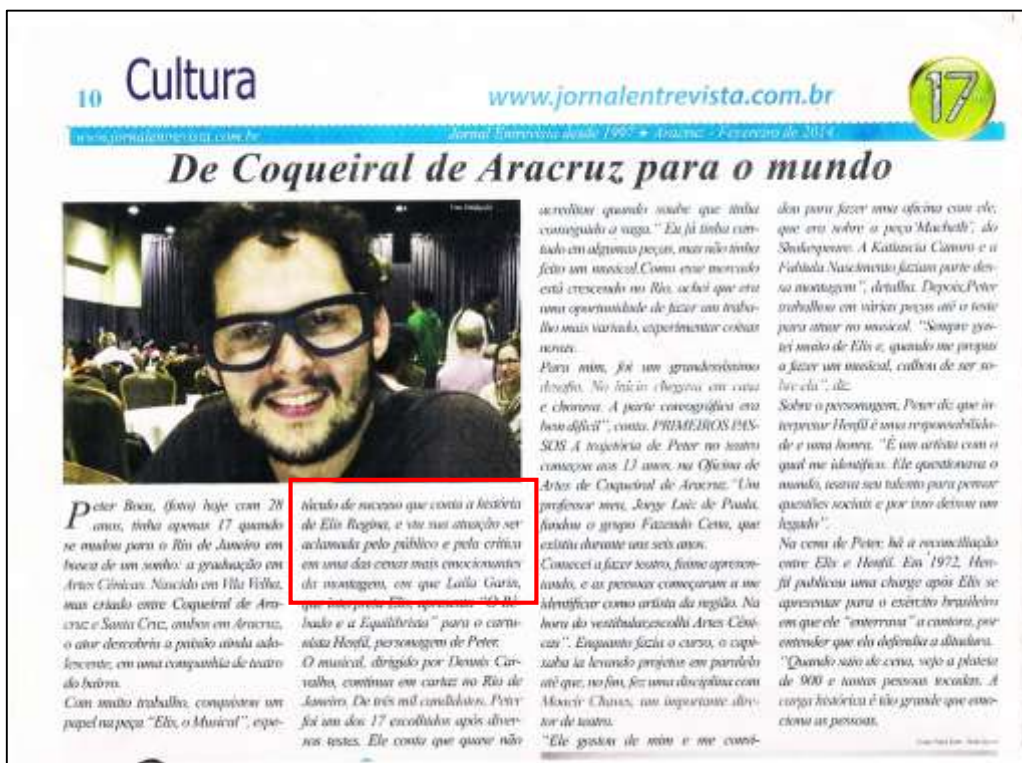 10 Cultura
www.jornalentrevista.com.br
17
www.jornalentrevista.com.br
Jornal Entrevista desde 1997 • Aracruz - Fevereiro de 2014
De Coqueiral de Aracruz para o mundo
Peter Boos, (foto) hoje com 28
anos, tinha apenas 17 quando
se mudou para o Rio de Janeiro em
busca de um sonho: a graduação em
Artes Cênicas. Nascido em Vila Velha,
mas criado entre Coqueiral de Ara-
cruz e Santa Cruz, ambos em Aracruz,
o ator descobriu a paixão ainda ado-
lescente, em uma companhia de teatro
do bairro.
Com muito trabalho, conquistou um
papel na peça "Elis, o Musical", espe-
táculo de sucesso que conta a história
de Elis Regina, e viu sua atuação ser
aclamada pelo público e pela crítica
em uma das cenas mais emocionantes
da montagem, em que Laila Garin,
que interpreta Elis, apresenta "O Bê-
bado e a Equilibrista" para o cartu-
nista Henfil, personagem de Peter.
O musical, dirigido por Dennis Car-
valho, continua em cartaz no Rio de
Janeiro. De três mil candidatos, Peter
foi um dos 17 escolhidos após diver-
sos testes. Ele conta que quase não
acreditou quando soube que tinha
conseguido a vaga. "Eu já tinha can-
tado em algumas peças, mas não tinha
feito um musical.Como esse mercado
está crescendo no Rio, achei que era
uma oportunidade de fazer um traba-
lho mais variado, experimentar coisas
novas.
Para mim, foi um grandessíssimo
desafio. No início chegava em casa
e chorava. A parte coreográfica era
bem difícil", conta. PRIMEIROS PAS-
SOS A trajetória de Peter no teatro
começou aos 13 anos, na Oficina de
Artes de Coqueiral de Aracruz. "Um
professor meu, Jorge Luiz de Paula,
fundou o grupo Fazendo Cena, que
existiu durante uns seis anos.
Comecei a fazer teatro, fui me apresen-
tando, e as pessoas começaram a me
identificar como artista da região. Na
hora do vestibular,escolhi Artes Cêni-
cas". Enquanto fazia o curso, o capi-
xaba ia levando projetos em paralelo
até que, no fim, fez uma disciplina com
Moacir Chaves, um importante dire-
tor de teatro.
"Ele gostou de mim e me convi-
dou para fazer uma oficina com ele,
que era sobre a peça 'Macbeth', do
Shakespeare. A Katiuscia Canoro e a
Fabiula Nascimento faziam parte des-
sa montagem", detalha. Depois,Peter
trabalhou em várias peças até o teste
para atuar no musical. "Sempre gos-
tei muito de Elis e, quando me propus
a fazer um musical, calhou de ser so-
bre ela", diz.
Sobre o personagem, Peter diz que in-
terpretar Henfil é uma responsabilida-
de e uma honra. "É um artista com o
qual me identifico. Ele questionava o
mundo, usava seu talento para pensar
questões sociais e por isso deixou um
legado".
Na cena de Peter, há a reconciliação
entre Elis e Henfil. Em 1972, Hen-
fil publicou uma charge após Elis se
apresentar para o exército brasileiro
em que ele "enterrava" a cantora, por
entender que ela defendia a ditadura.
"Quando saio de cena, vejo a plateia
de 900 e tantas pessoas tocadas. A
carga histórica é tão grande que emo-
ciona as pessoas.